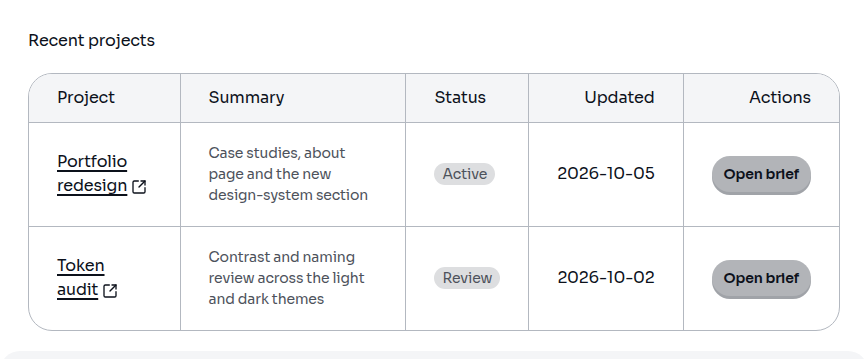 Recent projects
Project Summary Status Updated Actions
Portfolio redesign
Case studies, about
page and the new
design-system section
Active
2026-10-05
Open brief
Token audit
Contrast and naming
review across the light
and dark themes
Review
2026-10-02
Open brief